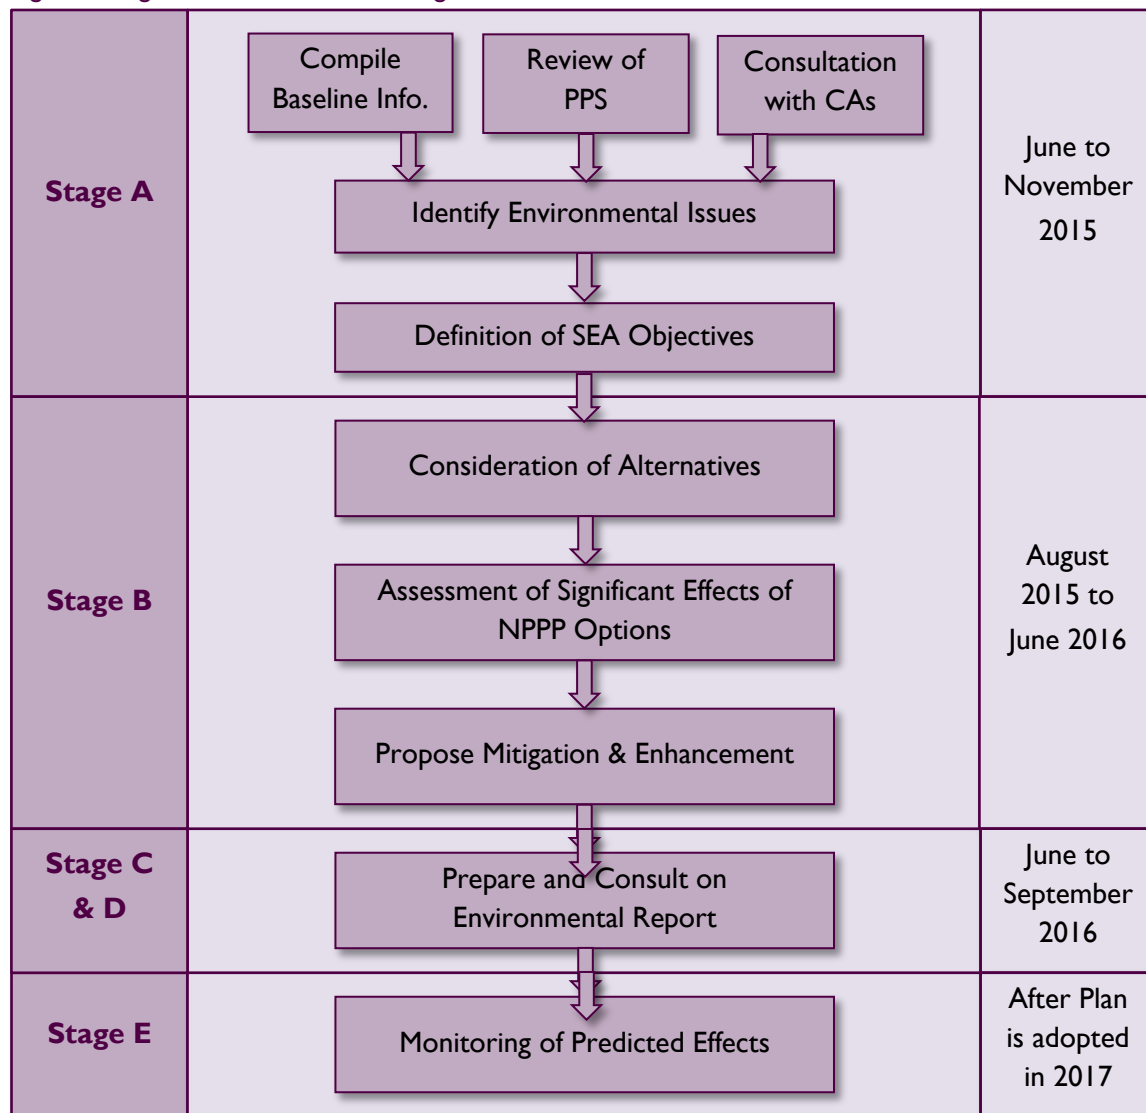 Compile
Baseline Info.
Review of
PPS
Consultation
with CAs
Stage A
Identify Environmental Issues
Definition of SEA Objectives
June to
November
2015
Stage B
Consideration of Alternatives
Assessment of Significant Effects of
NPPP Options
Propose Mitigation & Enhancement
August
2015 to
June 2016
Stage C
& D
Prepare and Consult on
Environmental Report
June to
September
2016
Stage E
Monitoring of Predicted Effects
After Plan
is adopted
in 2017